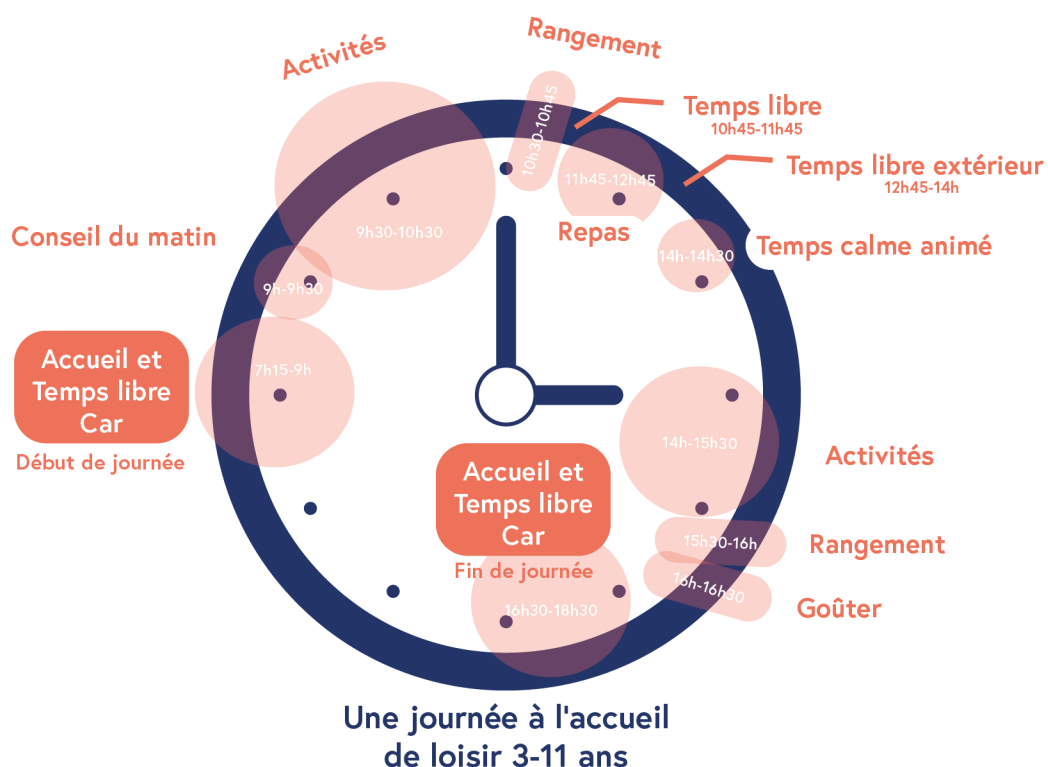 Rangement
Activités
10h30-10h45
Temps libre
10h45-11h45
Temps libre extérieur
12h45-14h
11h45-12h45
Repas
9h30-10h30
Conseil du matin
Temps calme animé
14h-14h30
9h-9h30
Accueil et
Temps libre
Car
7h15-9h
Début de journée
14h-15h30
Activités
Accueil et
Temps libre
Car
Fin de journée
15h30-16h
Rangement
16h-16h30
Goûter
16h30-18h30
Une journée à l'accueil
de loisir 3-11 ans